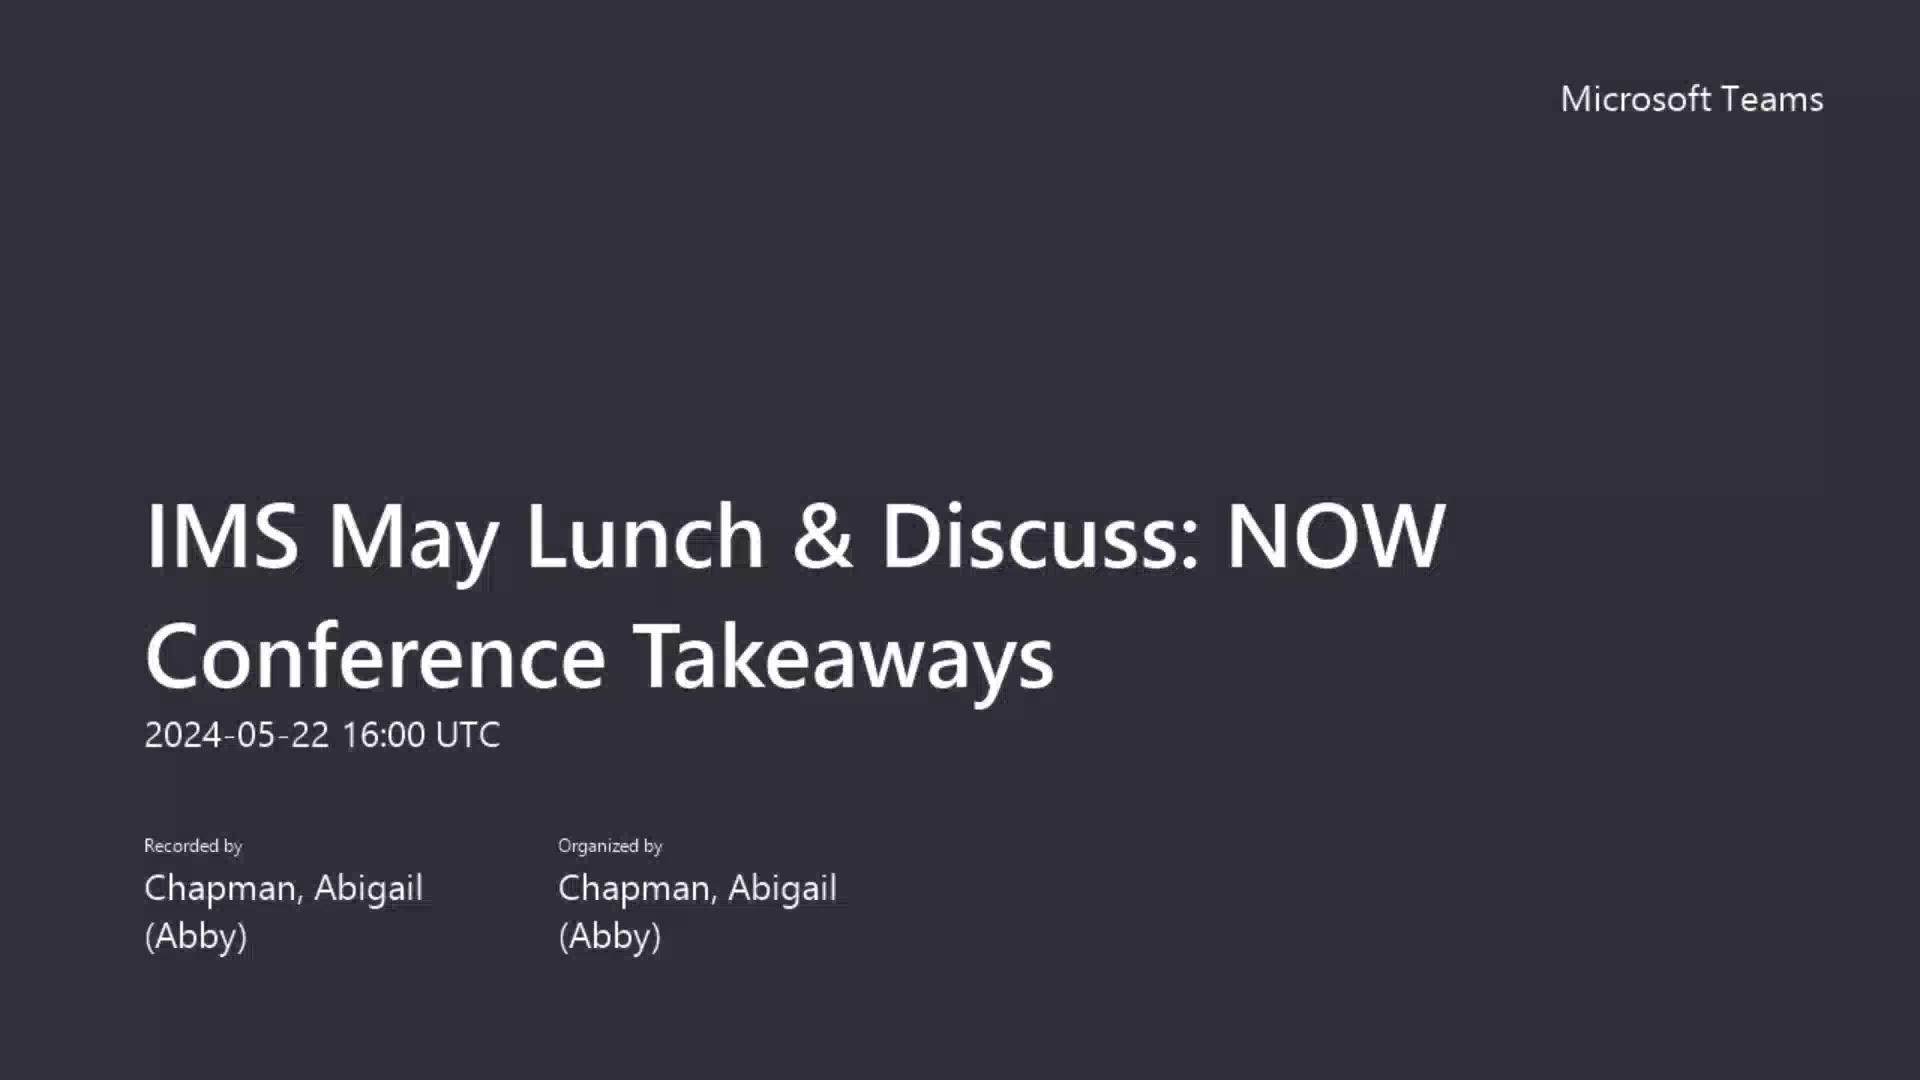 Microsoft Teams
IMS May Lunch & Discuss: NOW
Conference Takeaways
2024-05-22 16:00 UTC
Recorded by
Chapman, Abigail
(Abby)
Organized by
Chapman, Abigail
(Abby)